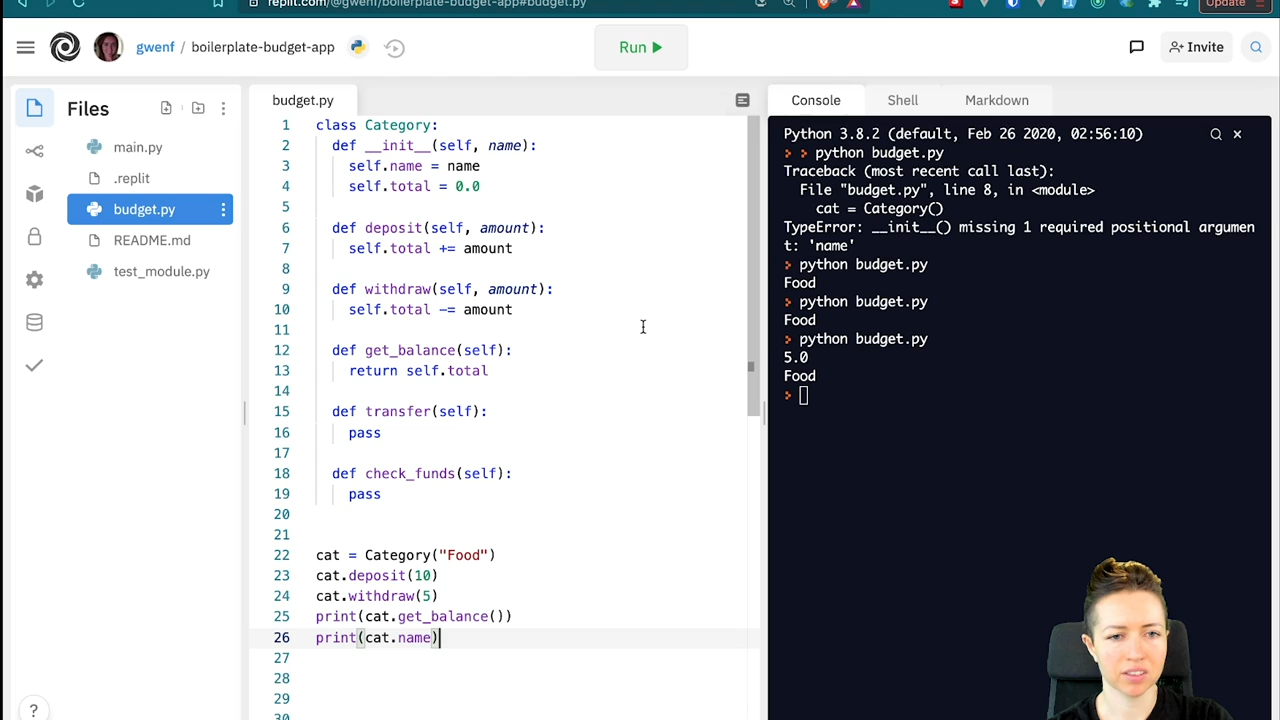 replit.com/@gwenf/boilerplate-budget-app#budget.py
Update
gwenf / boilerplate-budget-app
Run
Invite
Files
main.py
.replit
budget.py
README.md
test_module.py
?
budget.py
1 class Category:
2 def __init__(self, name):
3 self.name = name
4 self.total = 0.0
5
6 def deposit(self, amount):
7 self.total += amount
8
9 def withdraw(self, amount):
10 self.total -= amount
11
12 def get_balance(self):
13 return self.total
14
15 def transfer(self):
16 pass
17
18 def check_funds(self):
19 pass
20
21
22 cat = Category("Food")
23 cat.deposit(10)
24 cat.withdraw(5)
25 print(cat.get_balance())
26 print(cat.name)
27
28
29
30
Console Shell Markdown
Python 3.8.2 (default, Feb 26 2020, 02:56:10)
> > python budget.py
Traceback (most recent call last):
File "budget.py", line 8, in <module>
cat = Category()
TypeError: __init__() missing 1 required positional argumen
t: 'name'
> python budget.py
Food
> python budget.py
Food
> python budget.py
5.0
Food
>